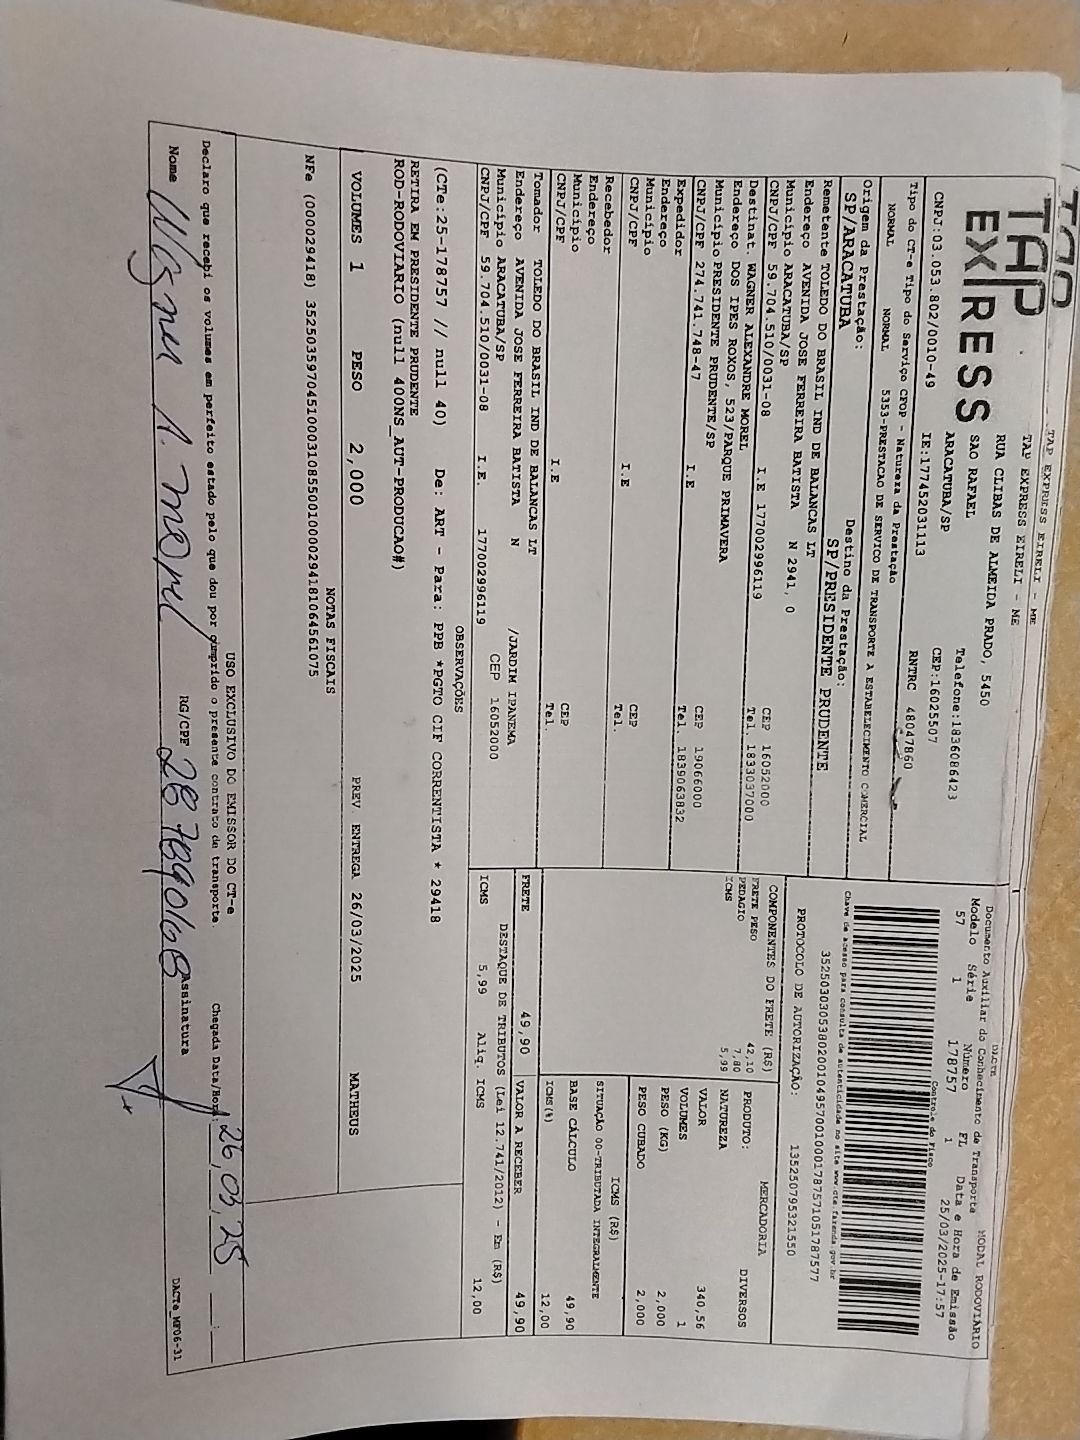 TAP EXPRESS EIRELI - ME
TAP
EXPRESS
TAP EXPRESS EIRELI - ME
RUA CLIBAS DE ALMEIDA PRADO, 5450
SAO RAFAEL Telefone:1836086423
ARACATUBA/SP CEP:16025507
CNPJ:03.053.802/0010-49 IE:177452031113 RNTRC 48047860
Tipo do CT-e Tipo do Serviço CFOP - Natureza da Prestação
NORMAL NORMAL 5353-PRESTACAO DE SERVICO DE TRANSPORTE A ESTABELECIMENTO COMERCIAL
Origem da Prestação: Destino da Prestação:
SP/ARACATUBA SP/PRESIDENTE PRUDENTE
Remetente TOLEDO DO BRASIL IND DE BALANCAS LT
Endereço AVENIDA JOSE FERREIRA BATISTA N 2941, 0
Município ARACATUBA/SP CEP 16052000
CNPJ/CPF 59.704.510/0031-08 I.E 177002996119 Tel. 1833037000
Destinat. WAGNER ALEXANDRE MOREL
Endereço DOS IPES ROXOS, 523/PARQUE PRIMAVERA
Município PRESIDENTE PRUDENTE/SP CEP 19066000
CNPJ/CPF 274.741.748-47 I.E Tel. 1839063832
Expedidor
Endereço
Município CEP
CNPJ/CPF I.E Tel.
Recebedor
Endereço
Município CEP
CNPJ/CPF I.E Tel.
Tomador TOLEDO DO BRASIL IND DE BALANCAS LT
Endereço AVENIDA JOSE FERREIRA BATISTA N /JARDIM IPANEMA
Município ARACATUBA/SP CEP 16052000
CNPJ/CPF 59.704.510/0031-08 I.E. 177002996119
DACTE
Documento Auxiliar do Conhecimento de Transporte MODAL RODOVIÁRIO
Modelo Série Número FL Data e Hora de Emissão
57 1 178757 1 25/03/2025-17:57
Controle do Fisco
Chave de acesso para consulta de autenticidade no site www.cte.fazenda.gov.br
35250303053802001049570010001787571051787577
PROTOCOLO DE AUTORIZAÇÃO: 135250795321550
COMPONENTES DO FRETE (R$)
FRETE PESO 42,10
PEDAGIO 7,80
ICMS 5,99
MERCADORIA
PRODUTO: DIVERSOS
NATUREZA
VALOR 340,56
VOLUMES 1
PESO (KG) 2,000
PESO CUBADO 2,000
ICMS (R$)
SITUAÇÃO 00-TRIBUTADA INTEGRALMENTE
BASE CÁLCULO 49,90
ICMS(%) 12,00
FRETE 49,90 VALOR A RECEBER 49,90
DESTAQUE DE TRIBUTOS (Lei 12.741/2012) - Em (R$)
ICMS 5,99 Aliq. ICMS 12,00
OBSERVAÇÕES
(CTe:25-178757 // null 40) De: ART - Para: PPB *PGTO CIF CORRENTISTA * 29418
RETIRA EM PRESIDENTE PRUDENTE
ROD-RODOVIARIO (null 400NS_AUT-PRODUCAO#)
VOLUMES 1 PESO 2,000 PREV. ENTREGA 26/03/2025 MATHEUS
NOTAS FISCAIS
NFe (000029418) 35250359704510003108550010000294181064561075
USO EXCLUSIVO DO EMISSOR DO CT-e
Declaro que recebi os volumes em perfeito estado pelo que dou por cumprido o presente contrato de transporte. Chegada Data/Hora: 26,03,25
Nome Wagner A. Morel RG/CPF Assinatura
DACTe_MF06-31